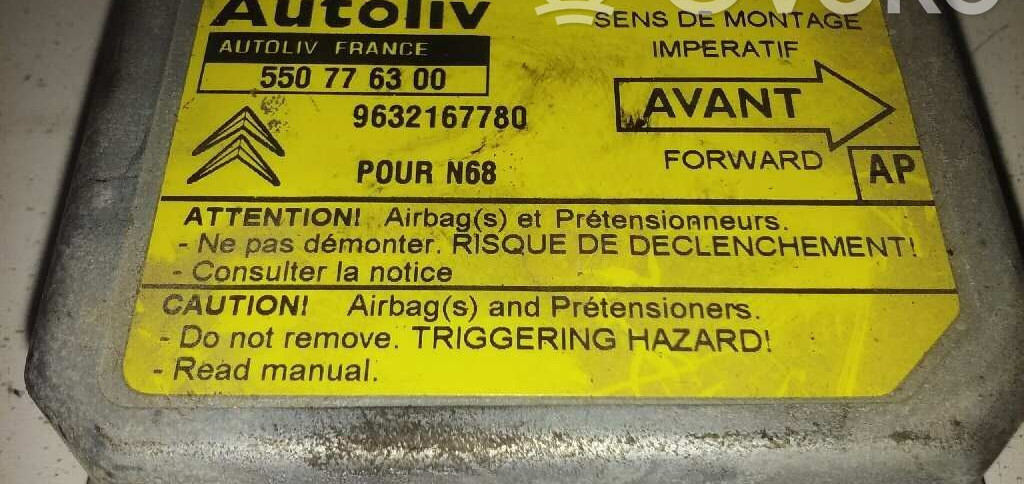 Autoliv
SENS DE MONTAGE
AUTOLIV FRANCE
IMPERATIF
550 77 63 00
AVANT
9632167780
FORWARD
AP
POUR N68
ATTENTION! Airbag(s) et Prétensionneurs.
- Ne pas démonter. RISQUE DE DECLENCHEMENT!
- Consulter la notice
CAUTION! Airbag(s) and Prétensioners.
- Do not remove. TRIGGERING HAZARD!
- Read manual.